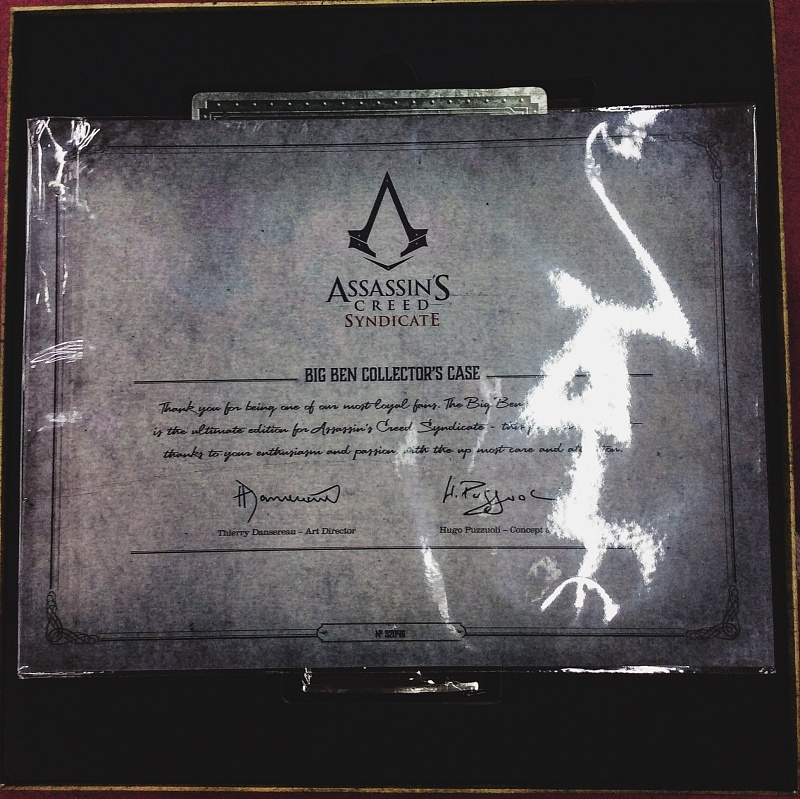 ASSASSIN'S
CREED
SYNDICATE
BIG BEN COLLECTOR'S CASE
Thank you for being one of our most loyal fans. The Big Ben
is the ultimate edition for Assassin's Creed Syndicate -
thanks to your enthusiasm and passion, with the up most care and
Thierry Dansereau – Art Director
Hugo Puzzuoli – Concept